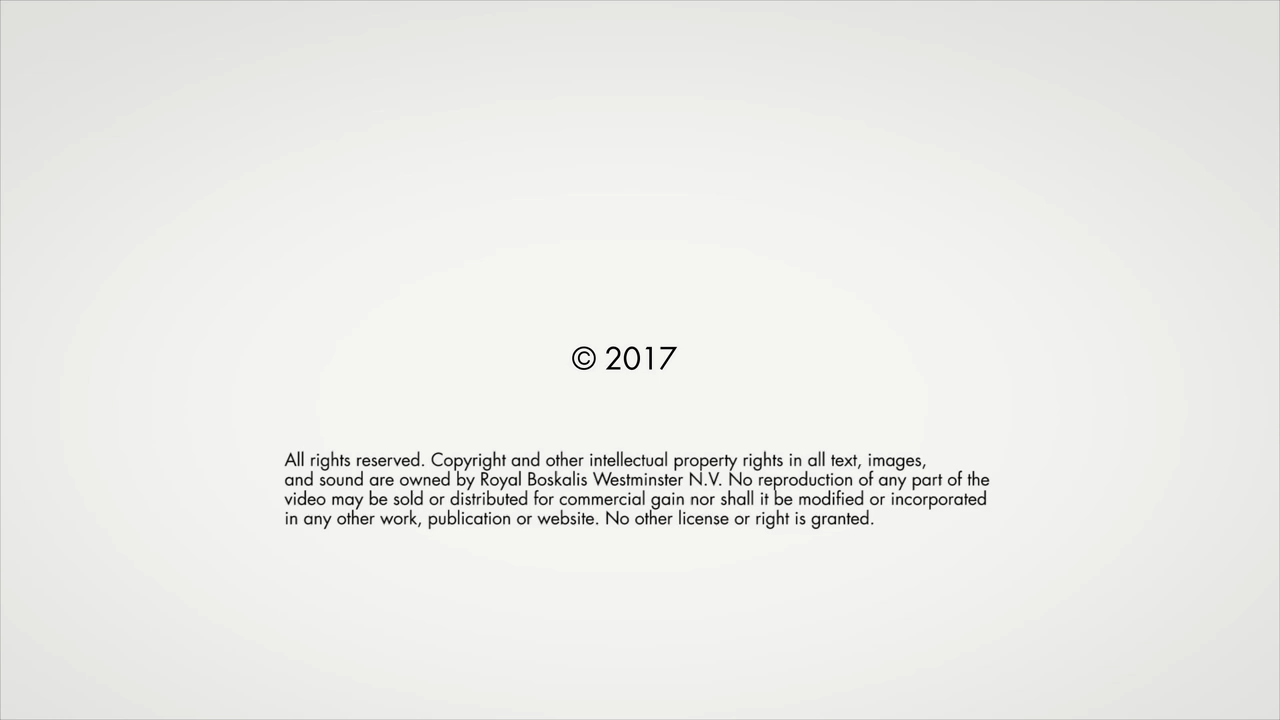 © 2017
All rights reserved. Copyright and other intellectual property rights in all text, images,
and sound are owned by Royal Boskalis Westminster N.V. No reproduction of any part of the
video may be sold or distributed for commercial gain nor shall it be modified or incorporated
in any other work, publication or website. No other license or right is granted.